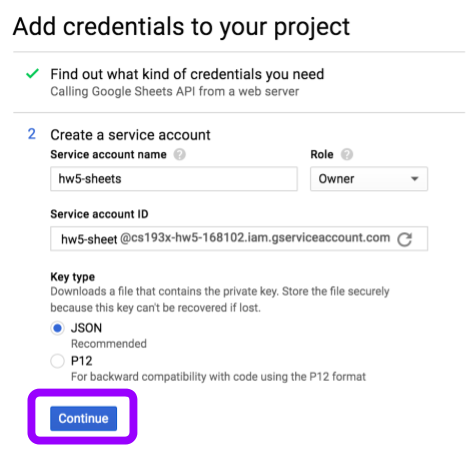 Add credentials to your project
Find out what kind of credentials you need
Calling Google Sheets API from a web server
2 Create a service account
Service account name ? Role ?
hw5-sheets Owner
Service account ID
hw5-sheet @cs193x-hw5-168102.iam.gserviceaccount.com
Key type
Downloads a file that contains the private key. Store the file securely
because this key can't be recovered if lost.
JSON
Recommended
P12
For backward compatibility with code using the P12 format
Continue